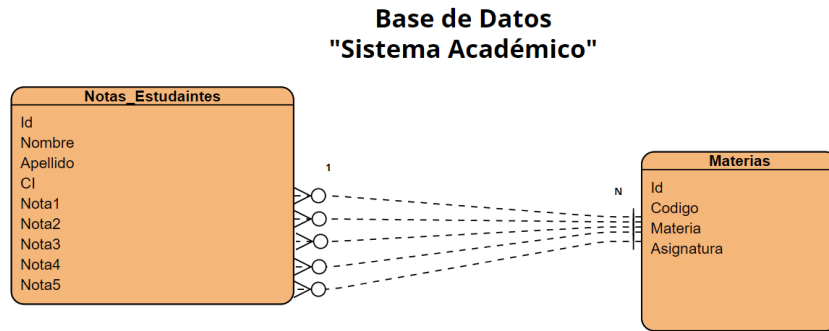 Base de Datos
"Sistema Académico"
Notas_Estudaintes
Id
Nombre
Apellido
CI
Nota1
Nota2
Nota3
Nota4
Nota5
1
N
Materias
Id
Codigo
Materia
Asignatura